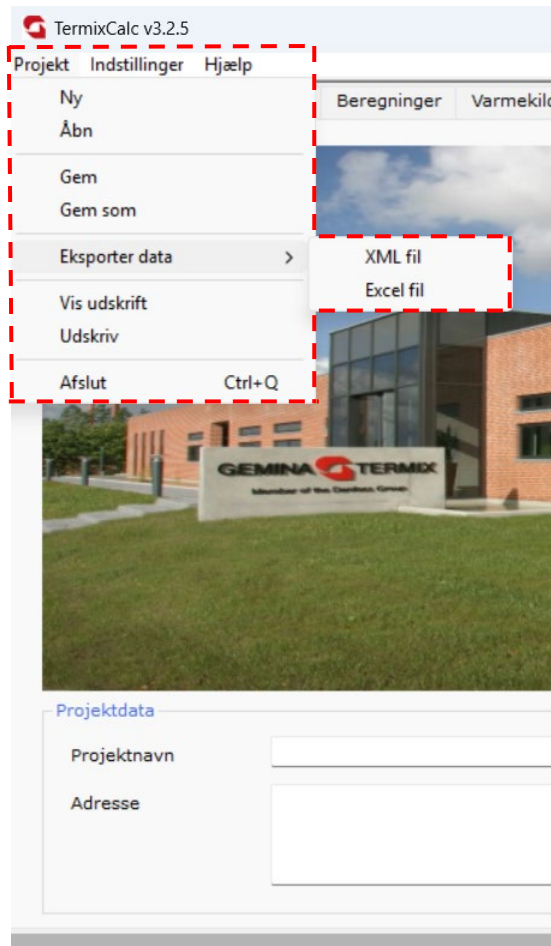 TermixCalc v3.2.5
Projekt Indstillinger Hjælp
Ny
Åbn
Gem
Gem som
Eksporter data >
Vis udskrift
Udskriv
Afslut Ctrl+Q
XML fil
Excel fil
Beregninger
GEMINA TERMIX
Member of the Danfoss Group
Projektdata
Projektnavn
Adresse